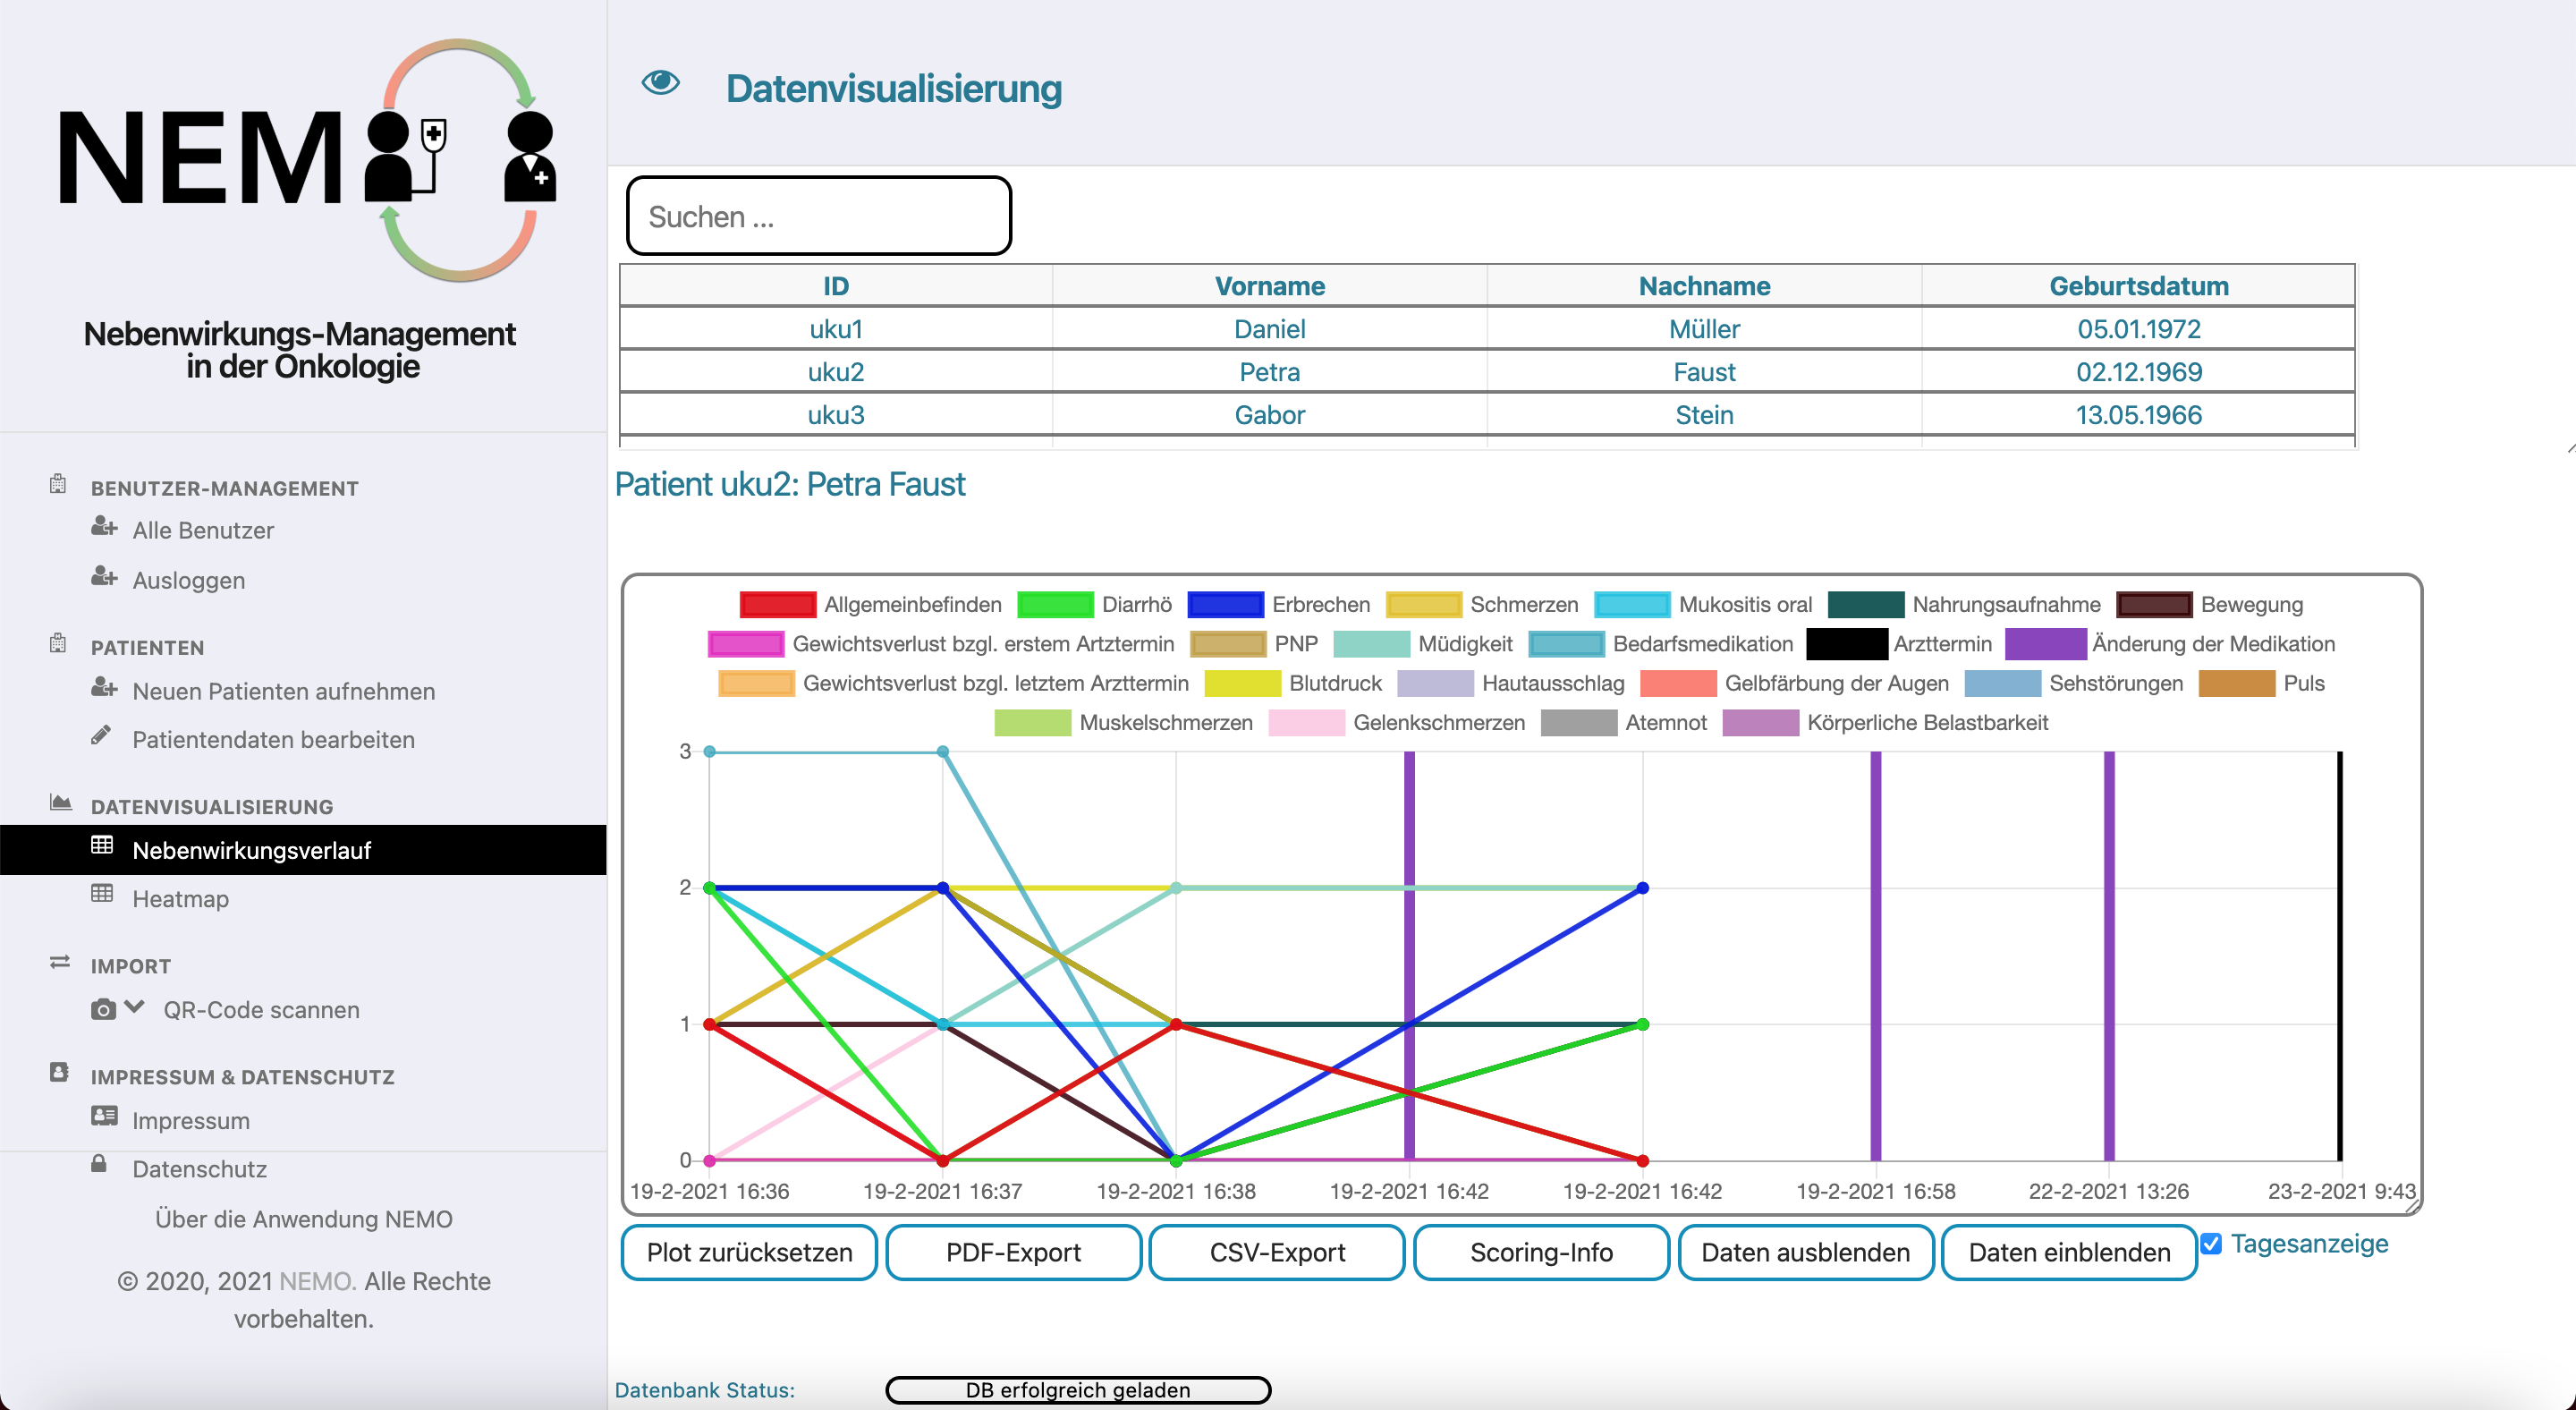 NEM
Nebenwirkungs-Management
in der Onkologie
BENUTZER-MANAGEMENT
Alle Benutzer
Ausloggen
PATIENTEN
Neuen Patienten aufnehmen
Patientendaten bearbeiten
DATENVISUALISIERUNG
Nebenwirkungsverlauf
Heatmap
IMPORT
QR-Code scannen
IMPRESSUM & DATENSCHUTZ
Impressum
Datenschutz
Über die Anwendung NEMO
© 2020, 2021 NEMO. Alle Rechte
vorbehalten.
Datenvisualisierung
Suchen ...
ID Vorname Nachname Geburtsdatum
uku1 Daniel Müller 05.01.1972
uku2 Petra Faust 02.12.1969
uku3 Gabor Stein 13.05.1966
Patient uku2: Petra Faust
Allgemeinbefinden Diarrhö Erbrechen Schmerzen Mukositis oral Nahrungsaufnahme Bewegung
Gewichtsverlust bzgl. erstem Artztermin PNP Müdigkeit Bedarfsmedikation Arzttermin Änderung der Medikation
Gewichtsverlust bzgl. letztem Arzttermin Blutdruck Hautausschlag Gelbfärbung der Augen Sehstörungen Puls
Muskelschmerzen Gelenkschmerzen Atemnot Körperliche Belastbarkeit
3
2
1
0
19-2-2021 16:36 19-2-2021 16:37 19-2-2021 16:38 19-2-2021 16:42 19-2-2021 16:42 19-2-2021 16:58 22-2-2021 13:26 23-2-2021 9:43
Plot zurücksetzen PDF-Export CSV-Export Scoring-Info Daten ausblenden Daten einblenden Tagesanzeige
Datenbank Status: DB erfolgreich geladen